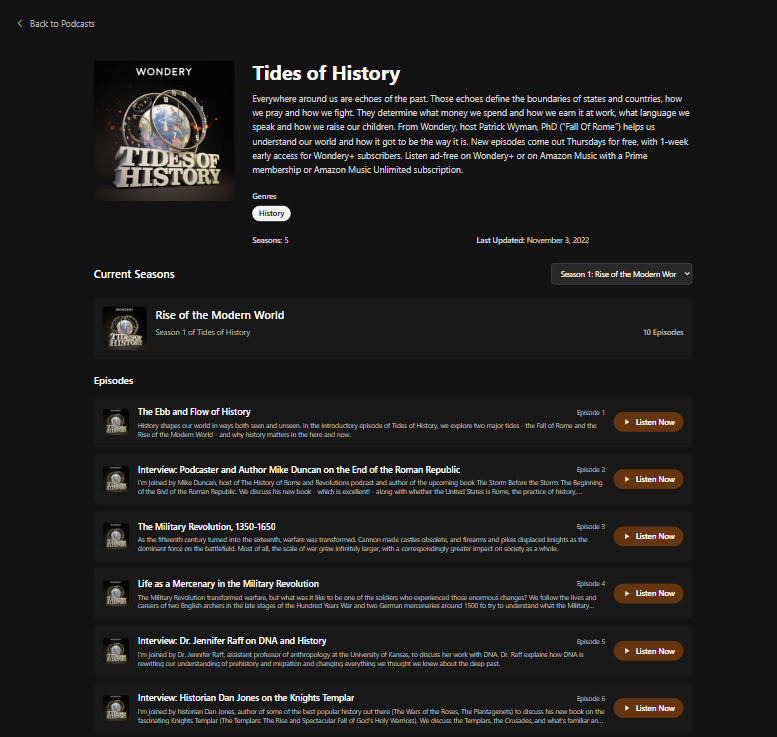 Back to Podcasts
WONDERY
TIDES OF
HISTORY
Tides of History
Everywhere around us are echoes of the past. Those echoes define the boundaries of states and countries, how
we pray and how we fight. They determine what money we spend and how we earn it at work, what language we
speak and how we raise our children. From Wondery, host Patrick Wyman, PhD ("Fall Of Rome") helps us
understand our world and how it got to be the way it is. New episodes come out Thursdays for free, with 1-week
early access for Wondery+ subscribers. Listen ad-free on Wondery+ or on Amazon Music with a Prime
membership or Amazon Music Unlimited subscription.
Genres
History
Seasons: 5
Last Updated: November 3, 2022
Current Seasons
Season 1: Rise of the Modern Wor
WONDERY
TIDES OF
HISTORY
Rise of the Modern World
Season 1 of Tides of History
10 Episodes
Episodes
The Ebb and Flow of History
Episode 1
History shapes our world in ways both seen and unseen. In the introductory episode of Tides of History, we explore two major tides - the Fall of Rome and the
Rise of the Modern World - and why history matters in the here and now.
Listen Now
Interview: Podcaster and Author Mike Duncan on the End of the Roman Republic
Episode 2
I'm joined by Mike Duncan, host of The History of Rome and Revolutions podcast and author of the upcoming book The Storm Before the Storm: The Beginning
of the End of the Roman Republic. We discuss his new book - which is excellent! - along with whether the United States is Rome, the practice of history,...
Listen Now
The Military Revolution, 1350-1650
Episode 3
As the fifteenth century turned into the sixteenth, warfare was transformed. Cannon made castles obsolete, and firearms and pikes displaced knights as the
dominant force on the battlefield. Most of all, the scale of war grew infinitely larger, with a correspondingly greater impact on society as a whole.
Listen Now
Life as a Mercenary in the Military Revolution
Episode 4
The Military Revolution transformed warfare, but what was it like to be one of the soldiers who experienced those enormous changes? We follow the lives and
careers of two English archers in the late stages of the Hundred Years War and two German mercenaries around 1500 to try to understand what the Military...
Listen Now
Interview: Dr. Jennifer Raff on DNA and History
Episode 5
I'm joined by Dr. Jennifer Raff, assistant professor of anthropology at the University of Kansas, to discuss her work with DNA. Dr. Raff explains how DNA is
rewriting our understanding of prehistory and migration and changing everything we thought we knew about the deep past.
Listen Now
Interview: Historian Dan Jones on the Knights Templar
Episode 6
I'm joined by historian Dan Jones, author of some of the best popular history out there (The Wars of the Roses, The Plantagenets) to discuss his new book on the
fascinating Knights Templar (The Templars: The Rise and Spectacular Fall of God's Holy Warriors). We discuss the Templars, the Crusades, and what's familiar an...
Listen Now